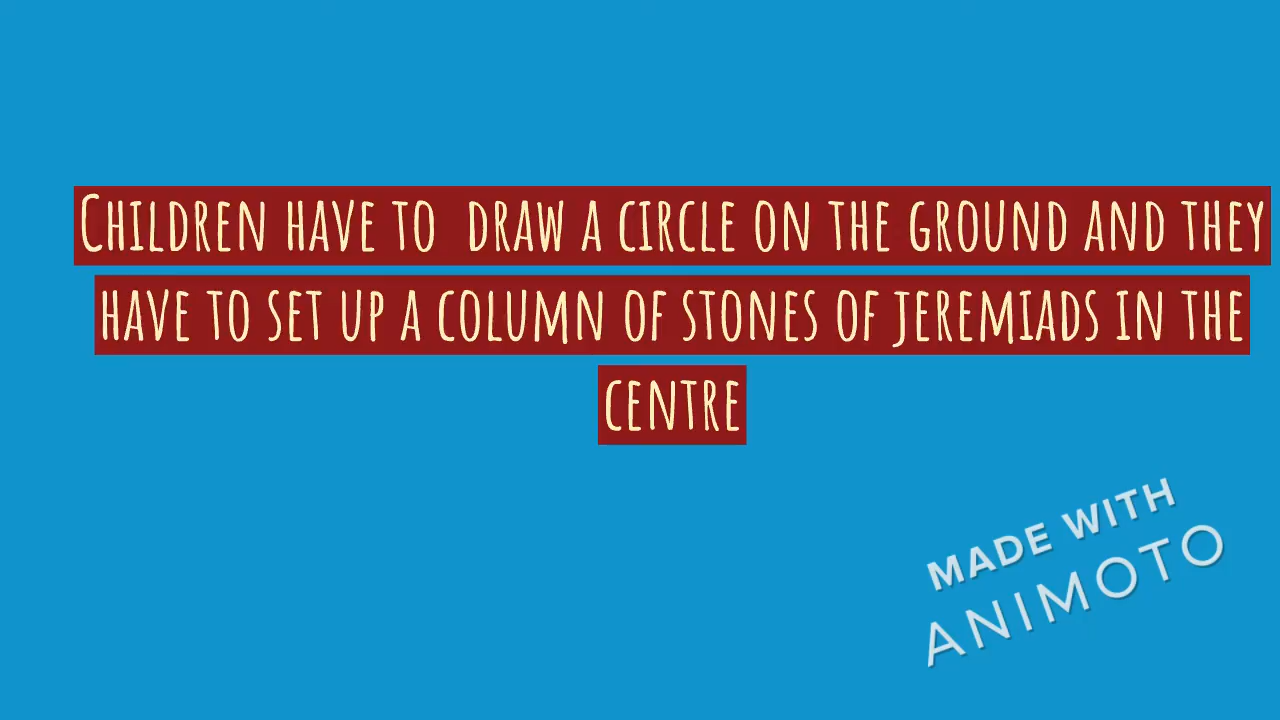 Children have to  draw a circle on the ground and they
have to set up a column of stones of jeremiads in the
centre
MADE WITH
ANIMOTO